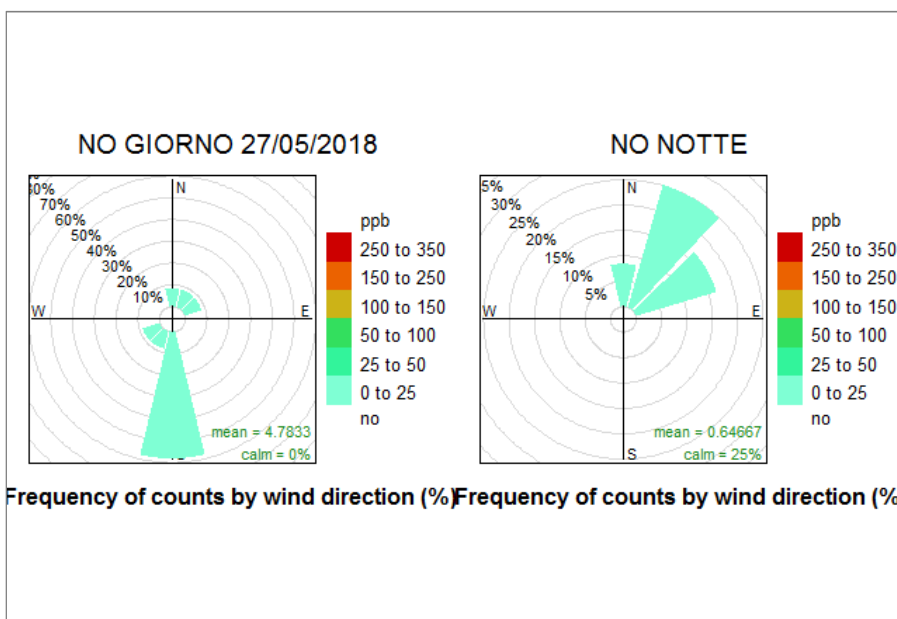 NO GIORNO 27/05/2018
N
W
E
70%
60%
50%
40%
30%
20%
10%
mean = 4.7833
calm = 0%
ppb
250 to 350
150 to 250
100 to 150
50 to 100
25 to 50
0 to 25
no
Frequency of counts by wind direction (%)
NO NOTTE
N
W
E
S
5%
30%
25%
20%
15%
10%
5%
mean = 0.64667
calm = 25%
ppb
250 to 350
150 to 250
100 to 150
50 to 100
25 to 50
0 to 25
no
Frequency of counts by wind direction (%